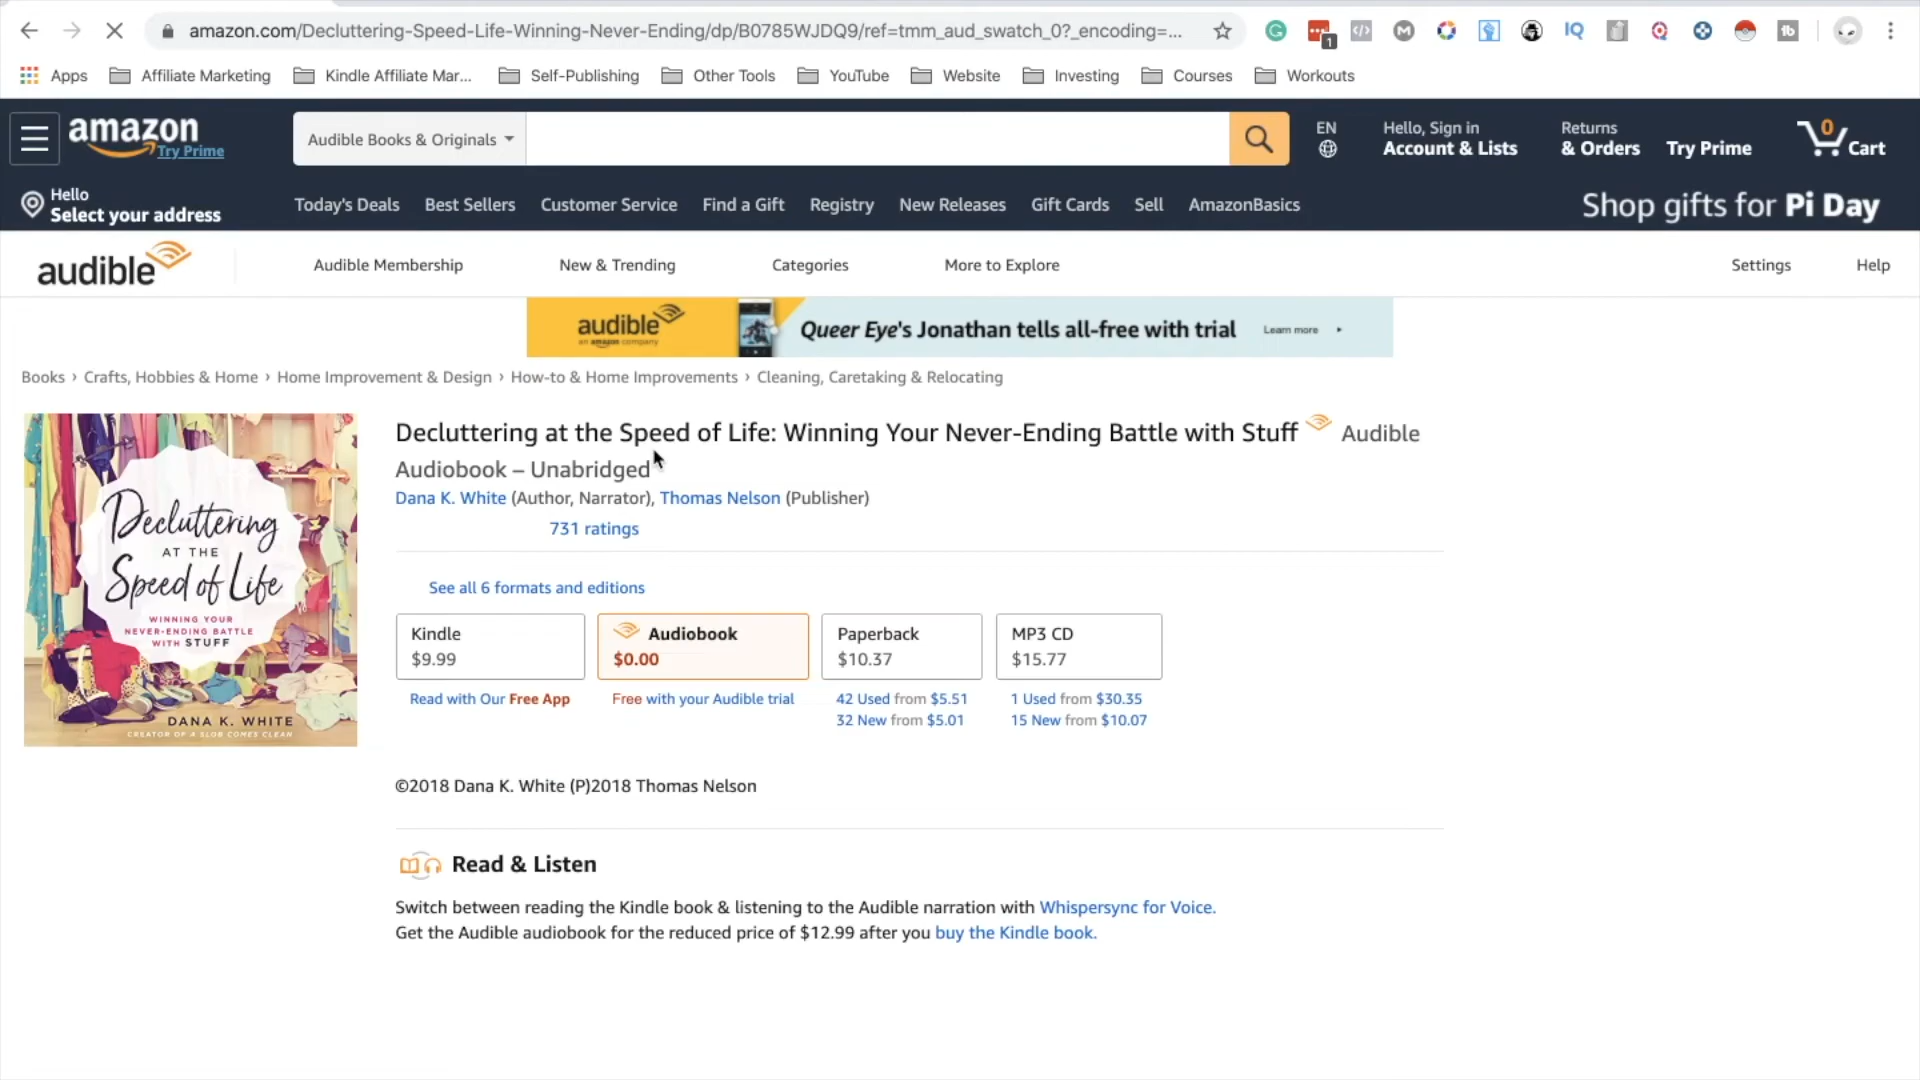 amazon.com/Decluttering-Speed-Life-Winning-Never-Ending/dp/B0785WJDQ9/ref=tmm_aud_swatch_0?_encoding=...
1
IQ
tb
Apps
Affiliate Marketing
Kindle Affiliate Mar...
Self-Publishing
Other Tools
YouTube
Website
Investing
Courses
Workouts
amazon
Try Prime
Audible Books & Originals
EN
Hello, Sign in
Account & Lists
Returns
& Orders
Try Prime
0
Cart
Hello
Select your address
Today's Deals
Best Sellers
Customer Service
Find a Gift
Registry
New Releases
Gift Cards
Sell
AmazonBasics
Shop gifts for Pi Day
audible
Audible Membership
New & Trending
Categories
More to Explore
Settings
Help
audible
an amazon company
Queer Eye's Jonathan tells all-free with trial
Learn more
Books › Crafts, Hobbies & Home › Home Improvement & Design › How-to & Home Improvements › Cleaning, Caretaking & Relocating
Decluttering
AT THE
Speed of Life
WINNING YOUR
NEVER-ENDING BATTLE
WITH STUFF
DANA K. WHITE
CREATOR OF A SLOB COMES CLEAN
Decluttering at the Speed of Life: Winning Your Never-Ending Battle with Stuff Audible
Audiobook – Unabridged
Dana K. White (Author, Narrator), Thomas Nelson (Publisher)
731 ratings
See all 6 formats and editions
Kindle
$9.99
Read with Our Free App
Audiobook
$0.00
Free with your Audible trial
Paperback
$10.37
42 Used from $5.51
32 New from $5.01
MP3 CD
$15.77
1 Used from $30.35
15 New from $10.07
©2018 Dana K. White (P)2018 Thomas Nelson
Read & Listen
Switch between reading the Kindle book & listening to the Audible narration with Whispersync for Voice.
Get the Audible audiobook for the reduced price of $12.99 after you buy the Kindle book.